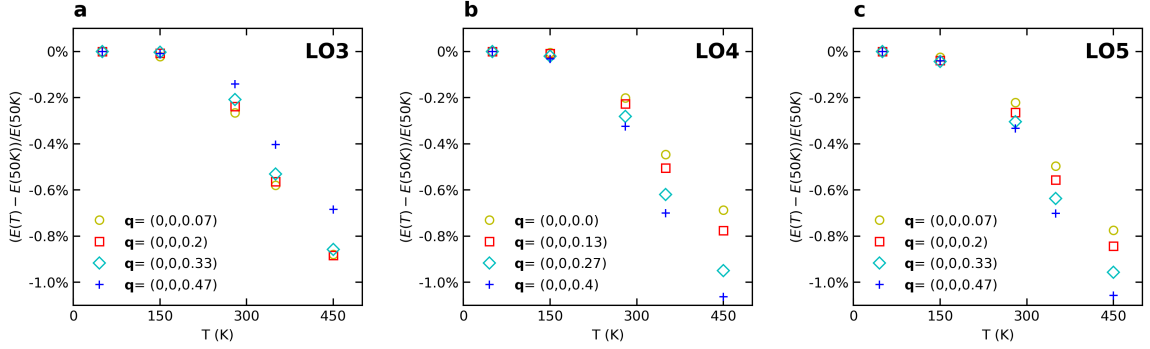 a
LO3
0%
-0.2%
-0.4%
-0.6%
-0.8%
-1.0%
(E(T) − E(50K))/E(50K)
q= (0,0,0.07)
q= (0,0,0.2)
q= (0,0,0.33)
q= (0,0,0.47)
0 150 300 450
T (K)
b
LO4
0%
-0.2%
-0.4%
-0.6%
-0.8%
-1.0%
(E(T) − E(50K))/E(50K)
q= (0,0,0.0)
q= (0,0,0.13)
q= (0,0,0.27)
q= (0,0,0.4)
0 150 300 450
T (K)
c
LO5
0%
-0.2%
-0.4%
-0.6%
-0.8%
-1.0%
(E(T) − E(50K))/E(50K)
q= (0,0,0.07)
q= (0,0,0.2)
q= (0,0,0.33)
q= (0,0,0.47)
0 150 300 450
T (K)